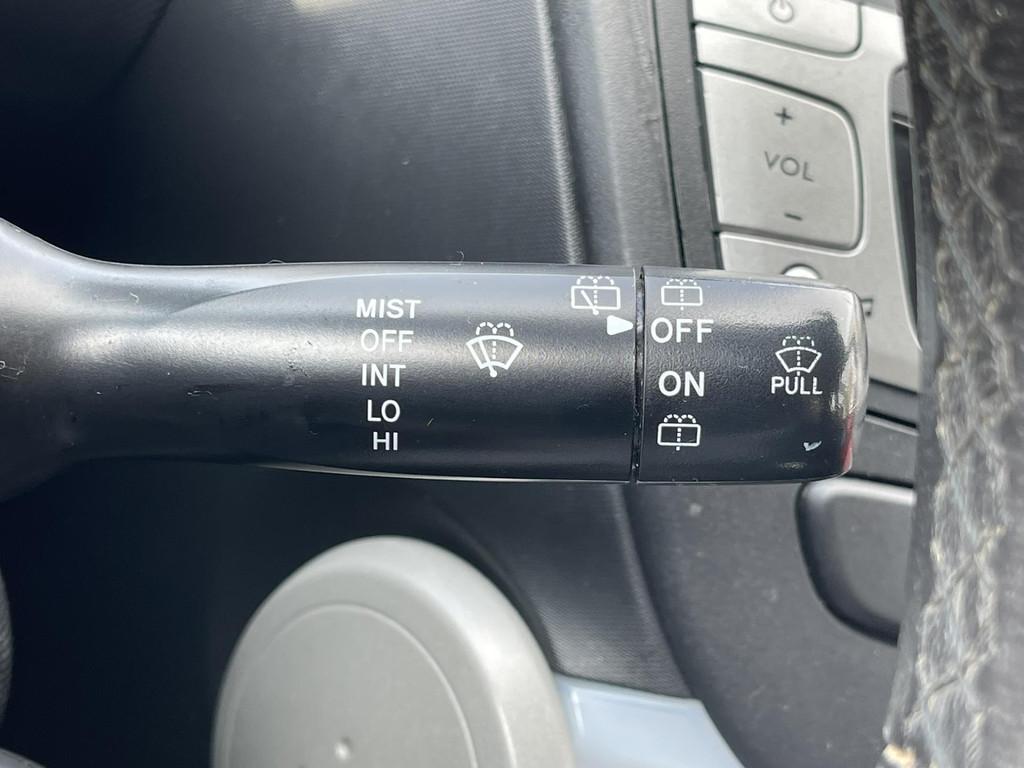 +
VOL
-
MIST
OFF
INT
LO
HI
OFF
ON
PULL